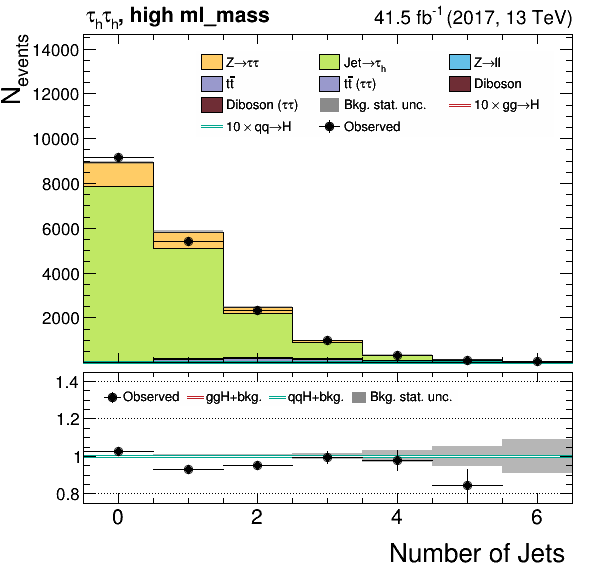 τhτh, high ml_mass 41.5 fb⁻¹ (2017, 13 TeV)
Nevents
14000
12000
10000
8000
6000
4000
2000
Z→ττ Jet→τh Z→ll
tt̄ tt̄ (ττ) Diboson
Diboson (ττ) Bkg. stat. unc. 10 × gg→H
10 × qq→H Observed
1.4
1.2
1
0.8
Observed ggH+bkg. qqH+bkg. Bkg. stat. unc.
0 2 4 6
Number of Jets